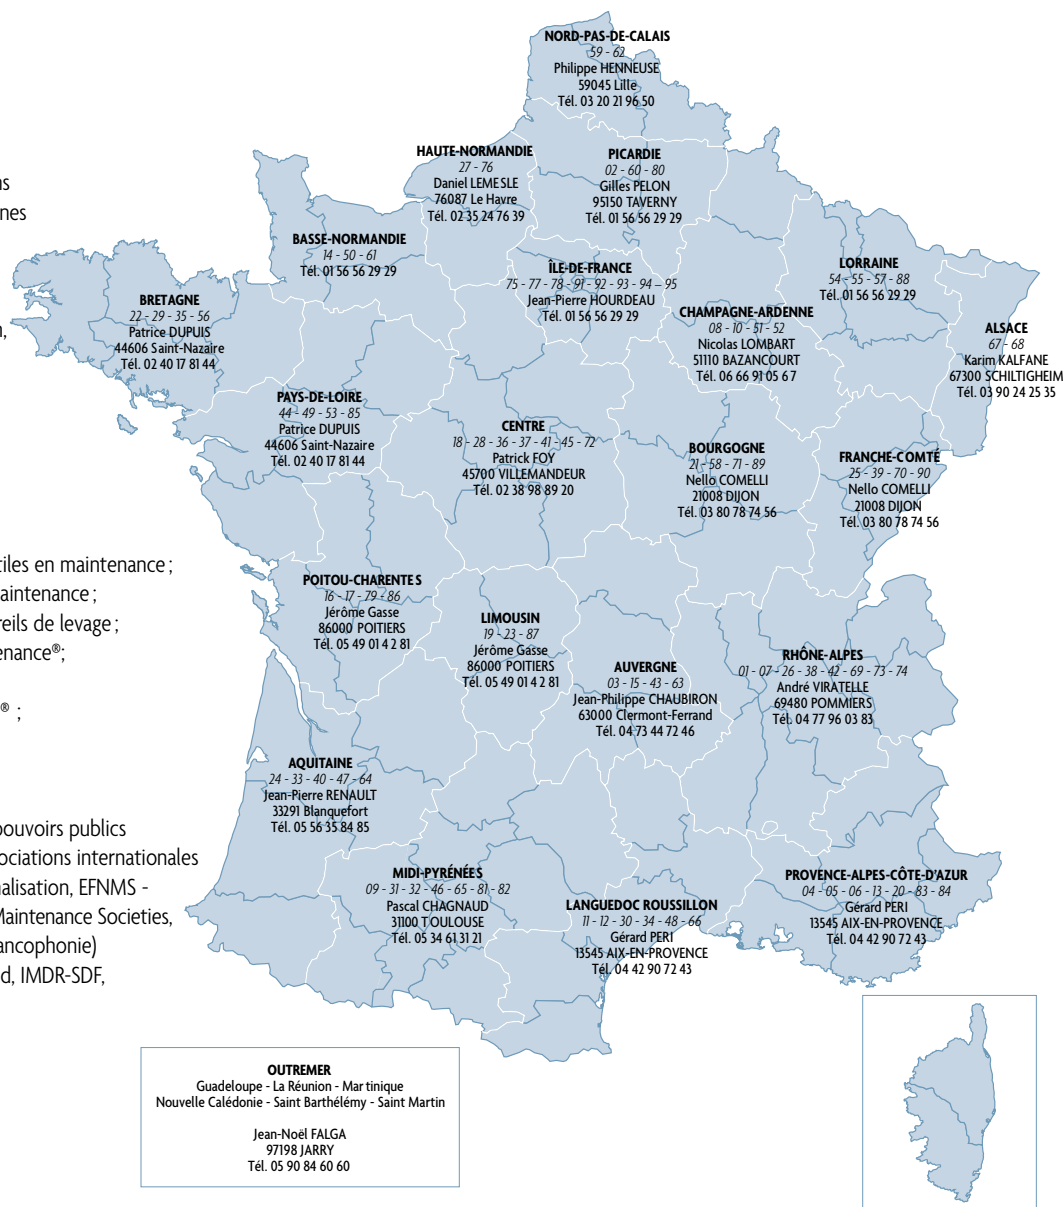 NORD-PAS-DE-CALAIS
59 - 62
Philippe HENNEUSE
59045 Lille
Tél. 03 20 21 96 50
HAUTE-NORMANDIE
27 - 76
Daniel LEMESLE
76087 Le Havre
Tél. 02 35 24 76 39
PICARDIE
02 - 60 - 80
Gilles PELON
95150 TAVERNY
Tél. 01 56 56 29 29
ns
nes
BASSE-NORMANDIE
14 - 50 - 61
Tél. 01 56 56 29 29
ÎLE-DE-FRANCE
75 - 77 - 78 - 91 - 92 - 93 - 94 - 95
Jean-Pierre HOURDEAU
Tél. 01 56 56 29 29
LORRAINE
54 - 55 - 57 - 88
Tél. 01 56 56 29 29
BRETAGNE
22 - 29 - 35 - 56
Patrice DUPUIS
44606 Saint-Nazaire
Tél. 02 40 17 81 44
n,
CHAMPAGNE-ARDENNE
08 - 10 - 51 - 52
Nicolas LOMBART
51110 BAZANCOURT
Tél. 06 66 91 05 67
ALSACE
67 - 68
Karim KALFANE
67300 SCHILTIGHEIM
Tél. 03 90 24 25 35
PAYS-DE-LOIRE
44 - 49 - 53 - 85
Patrice DUPUIS
44606 Saint-Nazaire
Tél. 02 40 17 81 44
CENTRE
18 - 28 - 36 - 37 - 41 - 45 - 72
Patrick FOY
45700 VILLEMANDEUR
Tél. 02 38 98 89 20
BOURGOGNE
21 - 58 - 71 - 89
Nello COMELLI
21008 DIJON
Tél. 03 80 78 74 56
FRANCHE-COMTÉ
25 - 39 - 70 - 90
Nello COMELLI
21008 DIJON
Tél. 03 80 78 74 56
tiles en maintenance ;
maintenance ;
reils de levage ;
enance® ;
® ;
POITOU-CHARENTES
16 - 17 - 79 - 86
Jérôme Gasse
86000 POITIERS
Tél. 05 49 01 42 81
LIMOUSIN
19 - 23 - 87
Jérôme Gasse
86000 POITIERS
Tél. 05 49 01 42 81
AUVERGNE
03 - 15 - 43 - 63
Jean-Philippe CHAUBIRON
63000 Clermont-Ferrand
Tél. 04 73 44 72 46
RHÔNE-ALPES
01 - 07 - 26 - 38 - 42 - 69 - 73 - 74
André VIRATELLE
69480 POMMIERS
Tél. 04 77 96 03 83
AQUITAINE
24 - 33 - 40 - 47 - 64
Jean-Pierre RENAULT
33291 Blanquefort
Tél. 05 56 35 84 85
pouvoirs publics
sociations internationales
nalisation, EFNMS -
Maintenance Societies,
rancophonie)
d, IMDR-SDF,
MIDI-PYRÉNÉES
09 - 31 - 32 - 46 - 65 - 81 - 82
Pascal CHAGNAUD
31100 TOULOUSE
Tél. 05 34 61 31 21
LANGUEDOC ROUSSILLON
11 - 12 - 30 - 34 - 48 - 66
Gérard PERI
13545 AIX-EN-PROVENCE
Tél. 04 42 90 72 43
PROVENCE-ALPES-CÔTE-D'AZUR
04 - 05 - 06 - 13 - 20 - 83 - 84
Gérard PERI
13545 AIX-EN-PROVENCE
Tél. 04 42 90 72 43
OUTREMER
Guadeloupe - La Réunion - Martinique
Nouvelle Calédonie - Saint Barthélémy - Saint Martin
Jean-Noël FALGA
97198 JARRY
Tél. 05 90 84 60 60